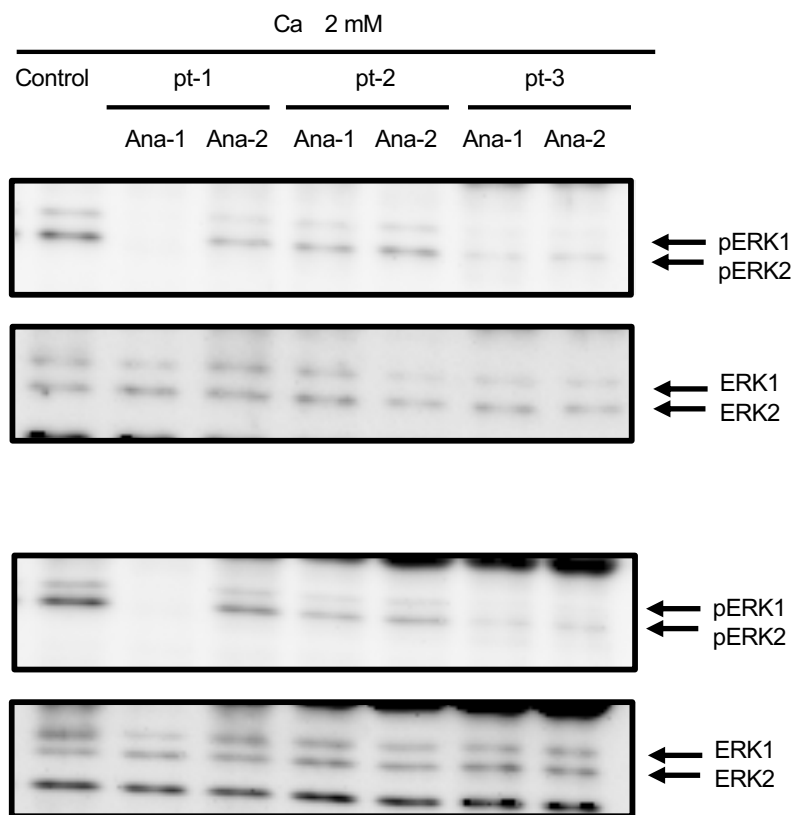 Ca 2 mM
Control pt-1 pt-2 pt-3
Ana-1 Ana-2 Ana-1 Ana-2 Ana-1 Ana-2
pERK1
pERK2
ERK1
ERK2
pERK1
pERK2
ERK1
ERK2